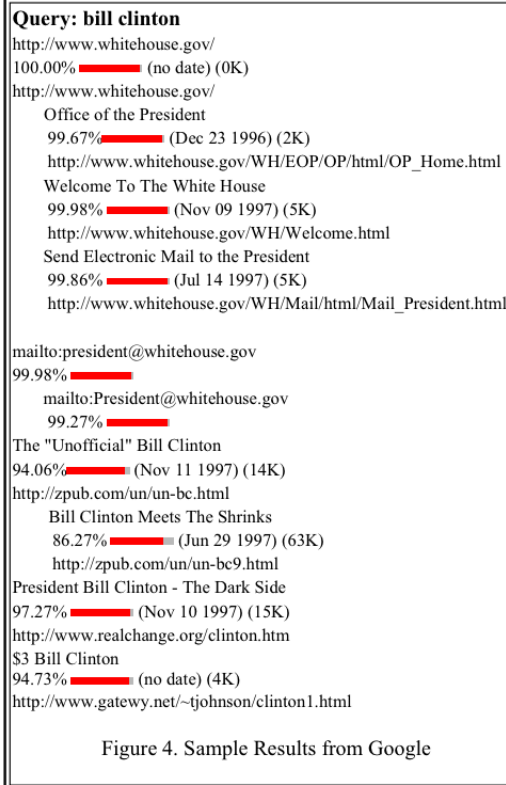 Query: bill clinton
http://www.whitehouse.gov/
100.00% (no date) (0K)
http://www.whitehouse.gov/
Office of the President
99.67% (Dec 23 1996) (2K)
http://www.whitehouse.gov/WH/EOP/OP/html/OP_Home.html
Welcome To The White House
99.98% (Nov 09 1997) (5K)
http://www.whitehouse.gov/WH/Welcome.html
Send Electronic Mail to the President
99.86% (Jul 14 1997) (5K)
http://www.whitehouse.gov/WH/Mail/html/Mail_President.html
mailto:president@whitehouse.gov
99.98%
mailto:President@whitehouse.gov
99.27%
The "Unofficial" Bill Clinton
94.06% (Nov 11 1997) (14K)
http://zpub.com/un/un-bc.html
Bill Clinton Meets The Shrinks
86.27% (Jun 29 1997) (63K)
http://zpub.com/un/un-bc9.html
President Bill Clinton - The Dark Side
97.27% (Nov 10 1997) (15K)
http://www.realchange.org/clinton.htm
$3 Bill Clinton
94.73% (no date) (4K)
http://www.gatewy.net/~tjohnson/clinton1.html
Figure 4. Sample Results from Google